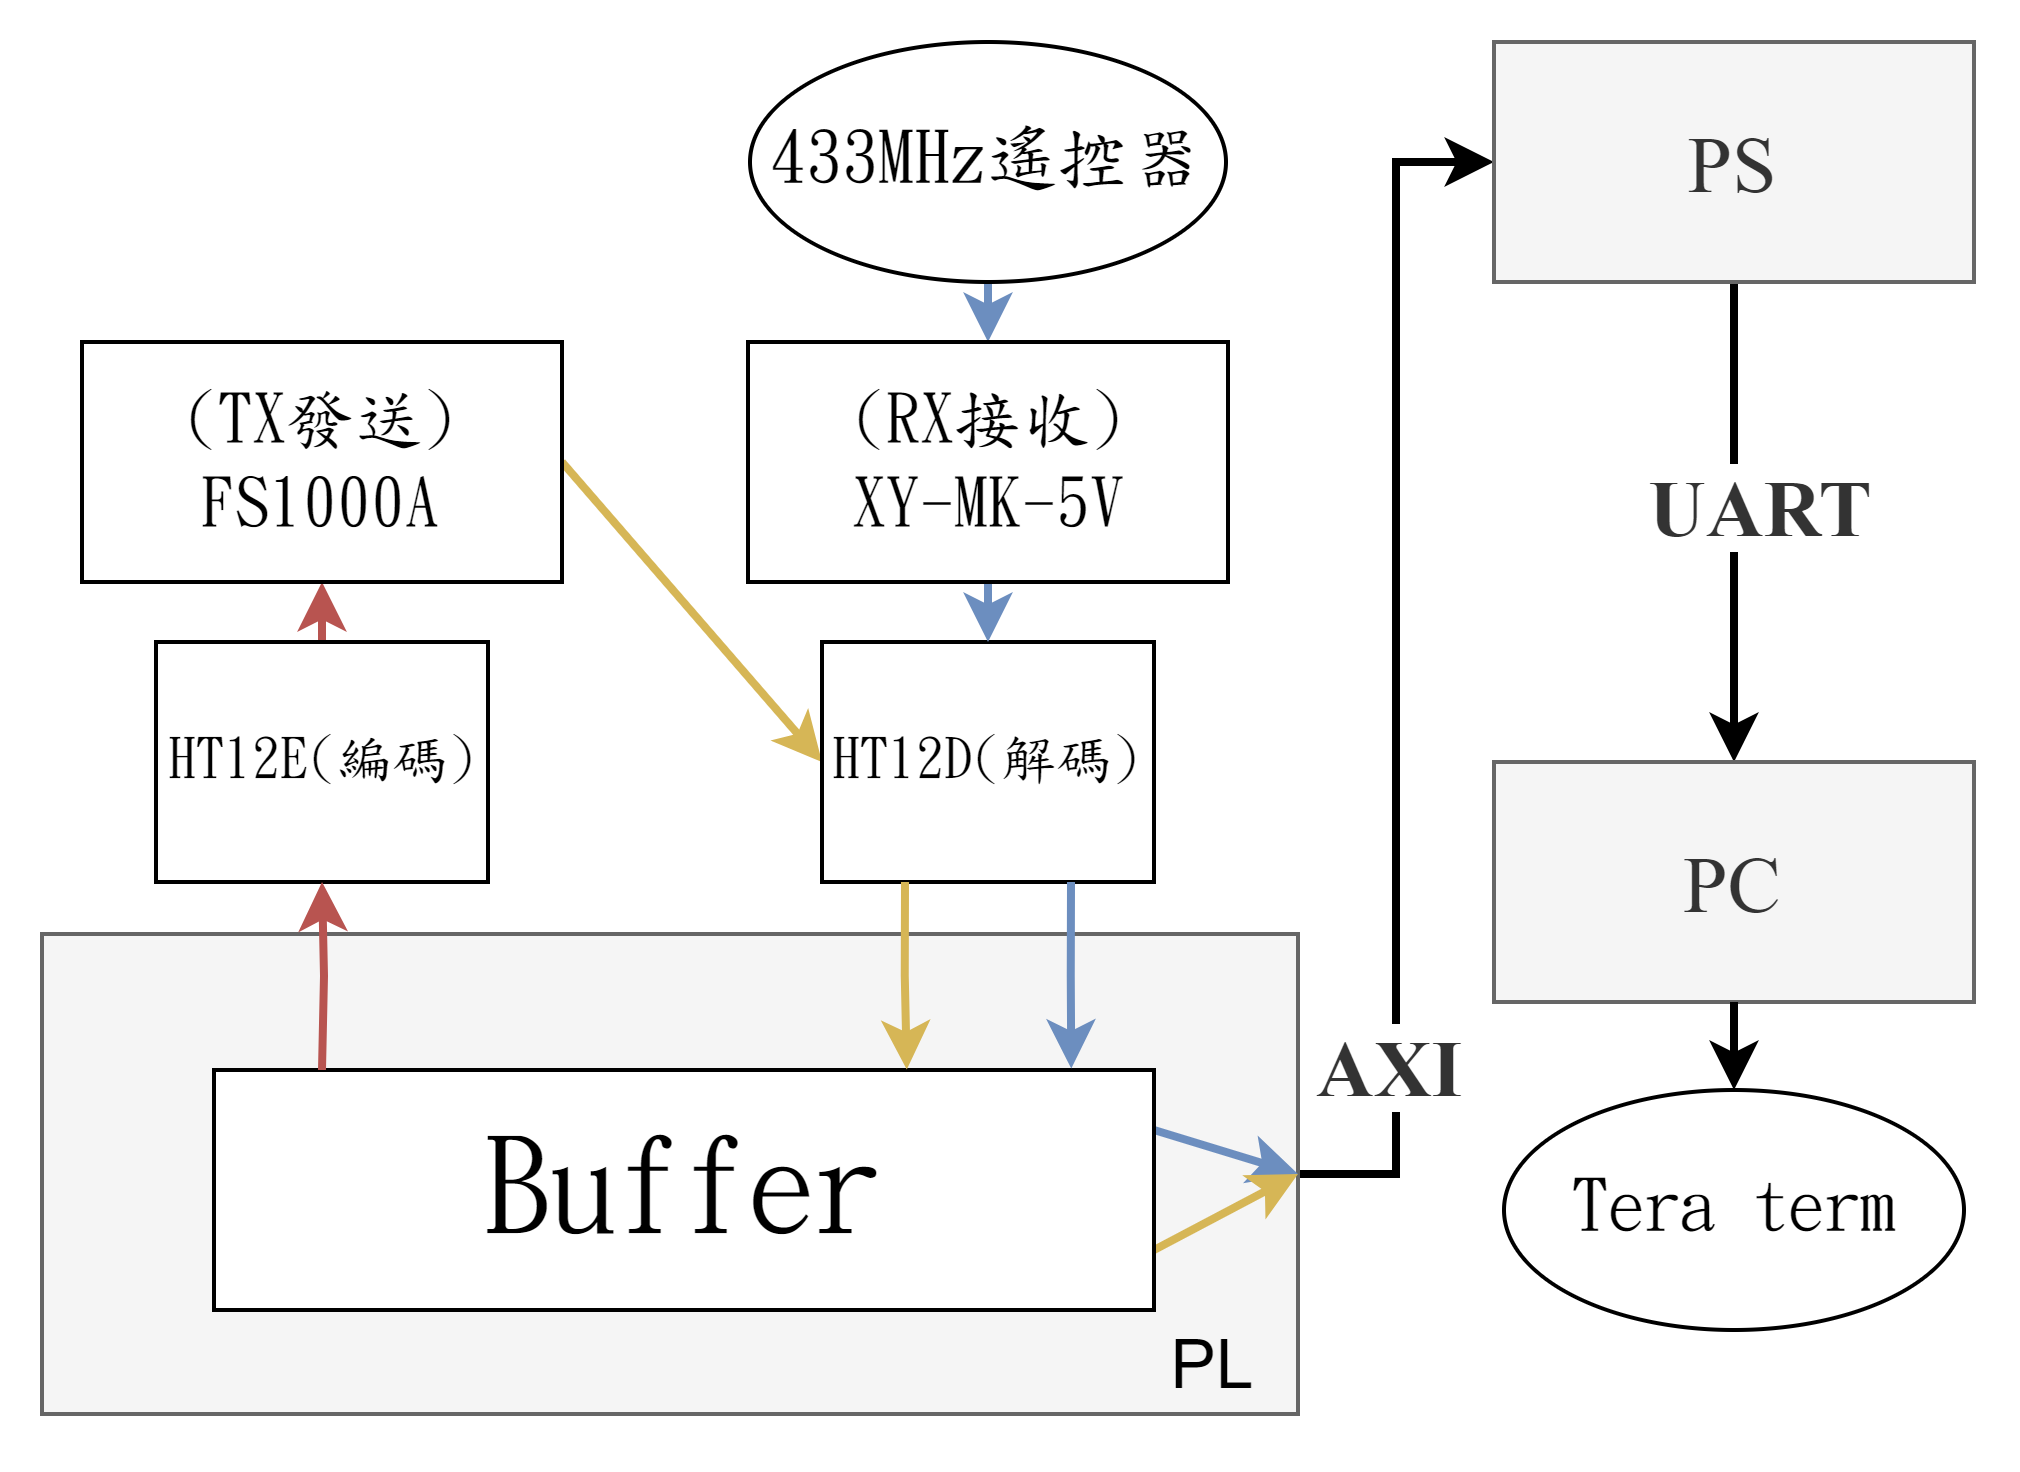 433MHz遙控器
PS
(TX發送)
FS1000A
(RX接收)
XY-MK-5V
UART
HT12E(編碼)
HT12D(解碼)
PC
AXI
Buffer
Tera term
PL